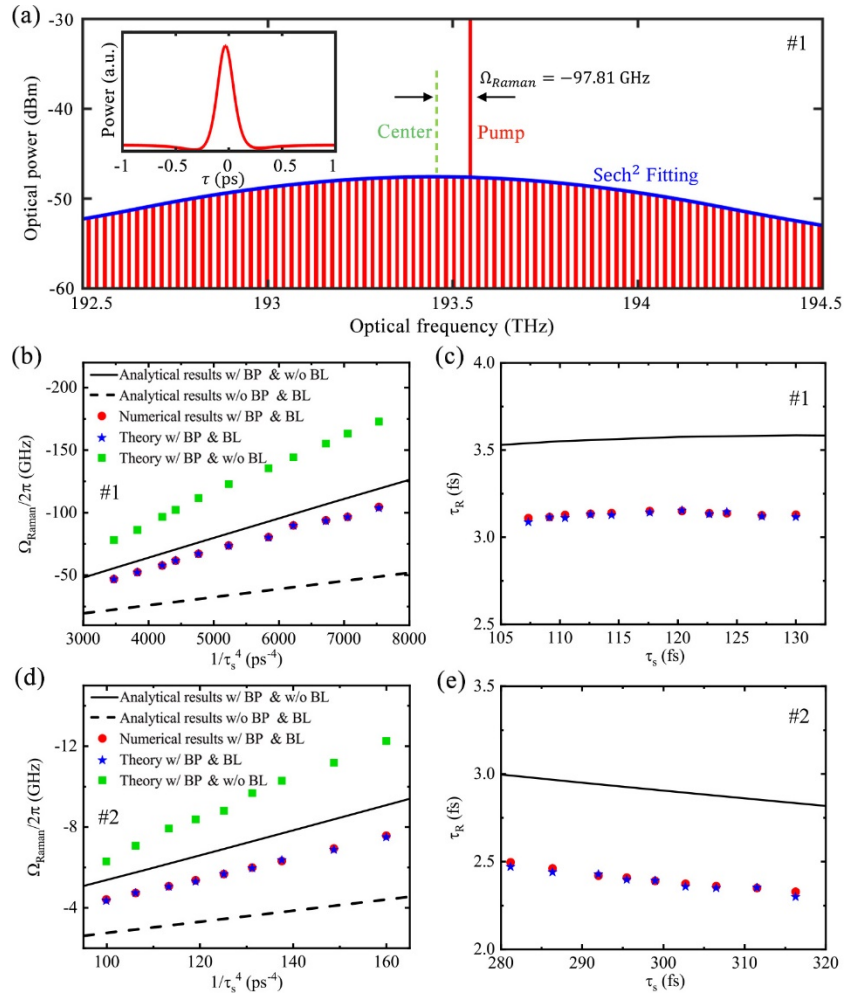 (a)
-30
-40
-50
-60
Optical power (dBm)
Power (a.u.)
-1 -0.5 0 0.5 1
τ (ps)
#1
Ω_Raman = −97.81 GHz
Center
Pump
Sech² Fitting
192.5 193 193.5 194 194.5
Optical frequency (THz)
(b)
-200
-150
-100
-50
Ω_Raman/2π (GHz)
Analytical results w/ BP & w/o BL
Analytical results w/o BP & BL
Numerical results w/ BP & BL
Theory w/ BP & BL
Theory w/ BP & w/o BL
#1
3000 4000 5000 6000 7000 8000
1/τ_s⁴ (ps⁻⁴)
(c)
4.0
3.5
3.0
2.5
τ_R (fs)
#1
105 110 115 120 125 130
τ_s (fs)
(d)
-12
-8
-4
Ω_Raman/2π (GHz)
Analytical results w/ BP & w/o BL
Analytical results w/o BP & BL
Numerical results w/ BP & BL
Theory w/ BP & BL
Theory w/ BP & w/o BL
#2
100 120 140 160
1/τ_s⁴ (ps⁻⁴)
(e)
3.5
3.0
2.5
2.0
τ_R (fs)
#2
280 290 300 310 320
τ_s (fs)